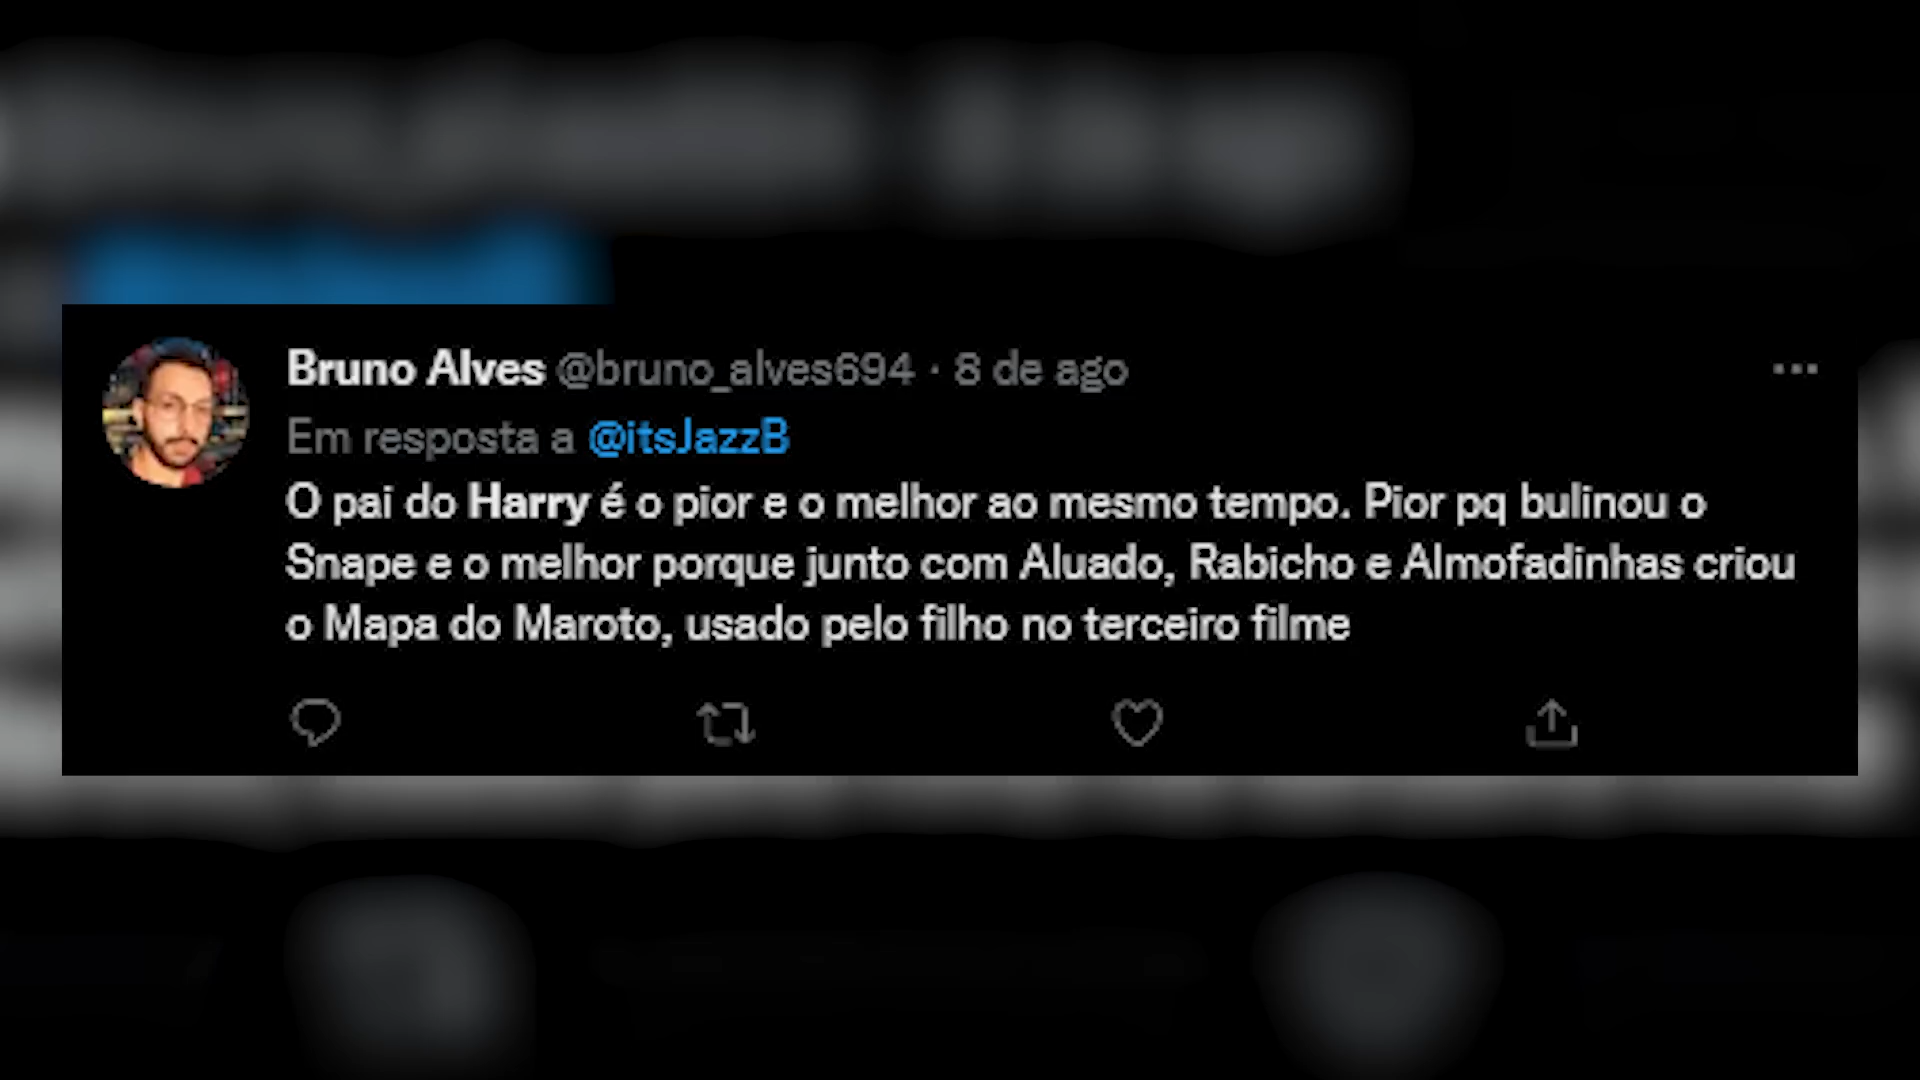 Bruno Alves @bruno_alves694 · 8 de ago
Em resposta a @itsJazzB
O pai do Harry é o pior e o melhor ao mesmo tempo. Pior pq bulinou o
Snape e o melhor porque junto com Aluado, Rabicho e Almofadinhas criou
o Mapa do Maroto, usado pelo filho no terceiro filme